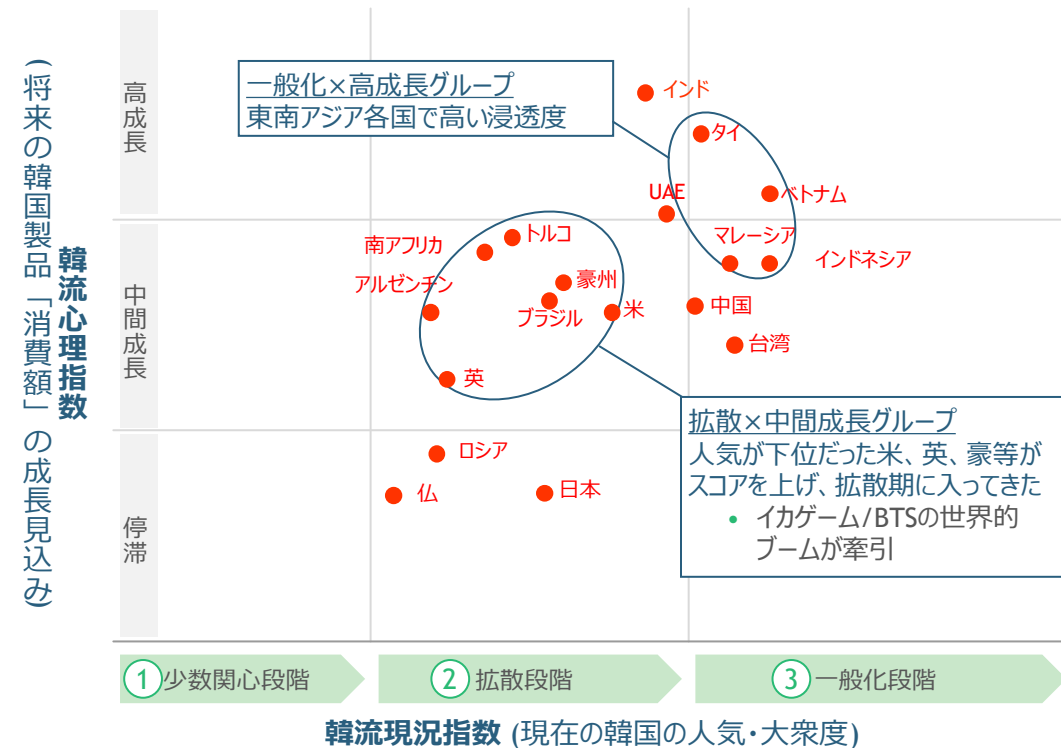 韓流心理指数
(将来の韓国製品「消費額」の成長見込み)
高成長
中間成長
停滞
一般化×高成長グループ
東南アジア各国で高い浸透度
インド
タイ
UAE
ベトナム
マレーシア
インドネシア
南アフリカ
トルコ
アルゼンチン
豪州
ブラジル
米
中国
台湾
英
拡散×中間成長グループ
人気が下位だった米、英、豪等が
スコアを上げ、拡散期に入ってきた
• イカゲーム/BTSの世界的
ブームが牽引
ロシア
仏
日本
1 少数関心段階
2 拡散段階
3 一般化段階
韓流現況指数 (現在の韓国の人気・大衆度)